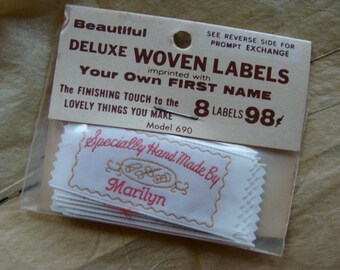 Beautiful
SEE REVERSE SIDE FOR
PROMPT EXCHANGE
DELUXE WOVEN LABELS
imprinted with
Your Own FIRST NAME
The FINISHING TOUCH to the
LOVELY THINGS YOU MAKE
8 LABELS 98¢
Model 690
Specially Hand Made By
Marilyn